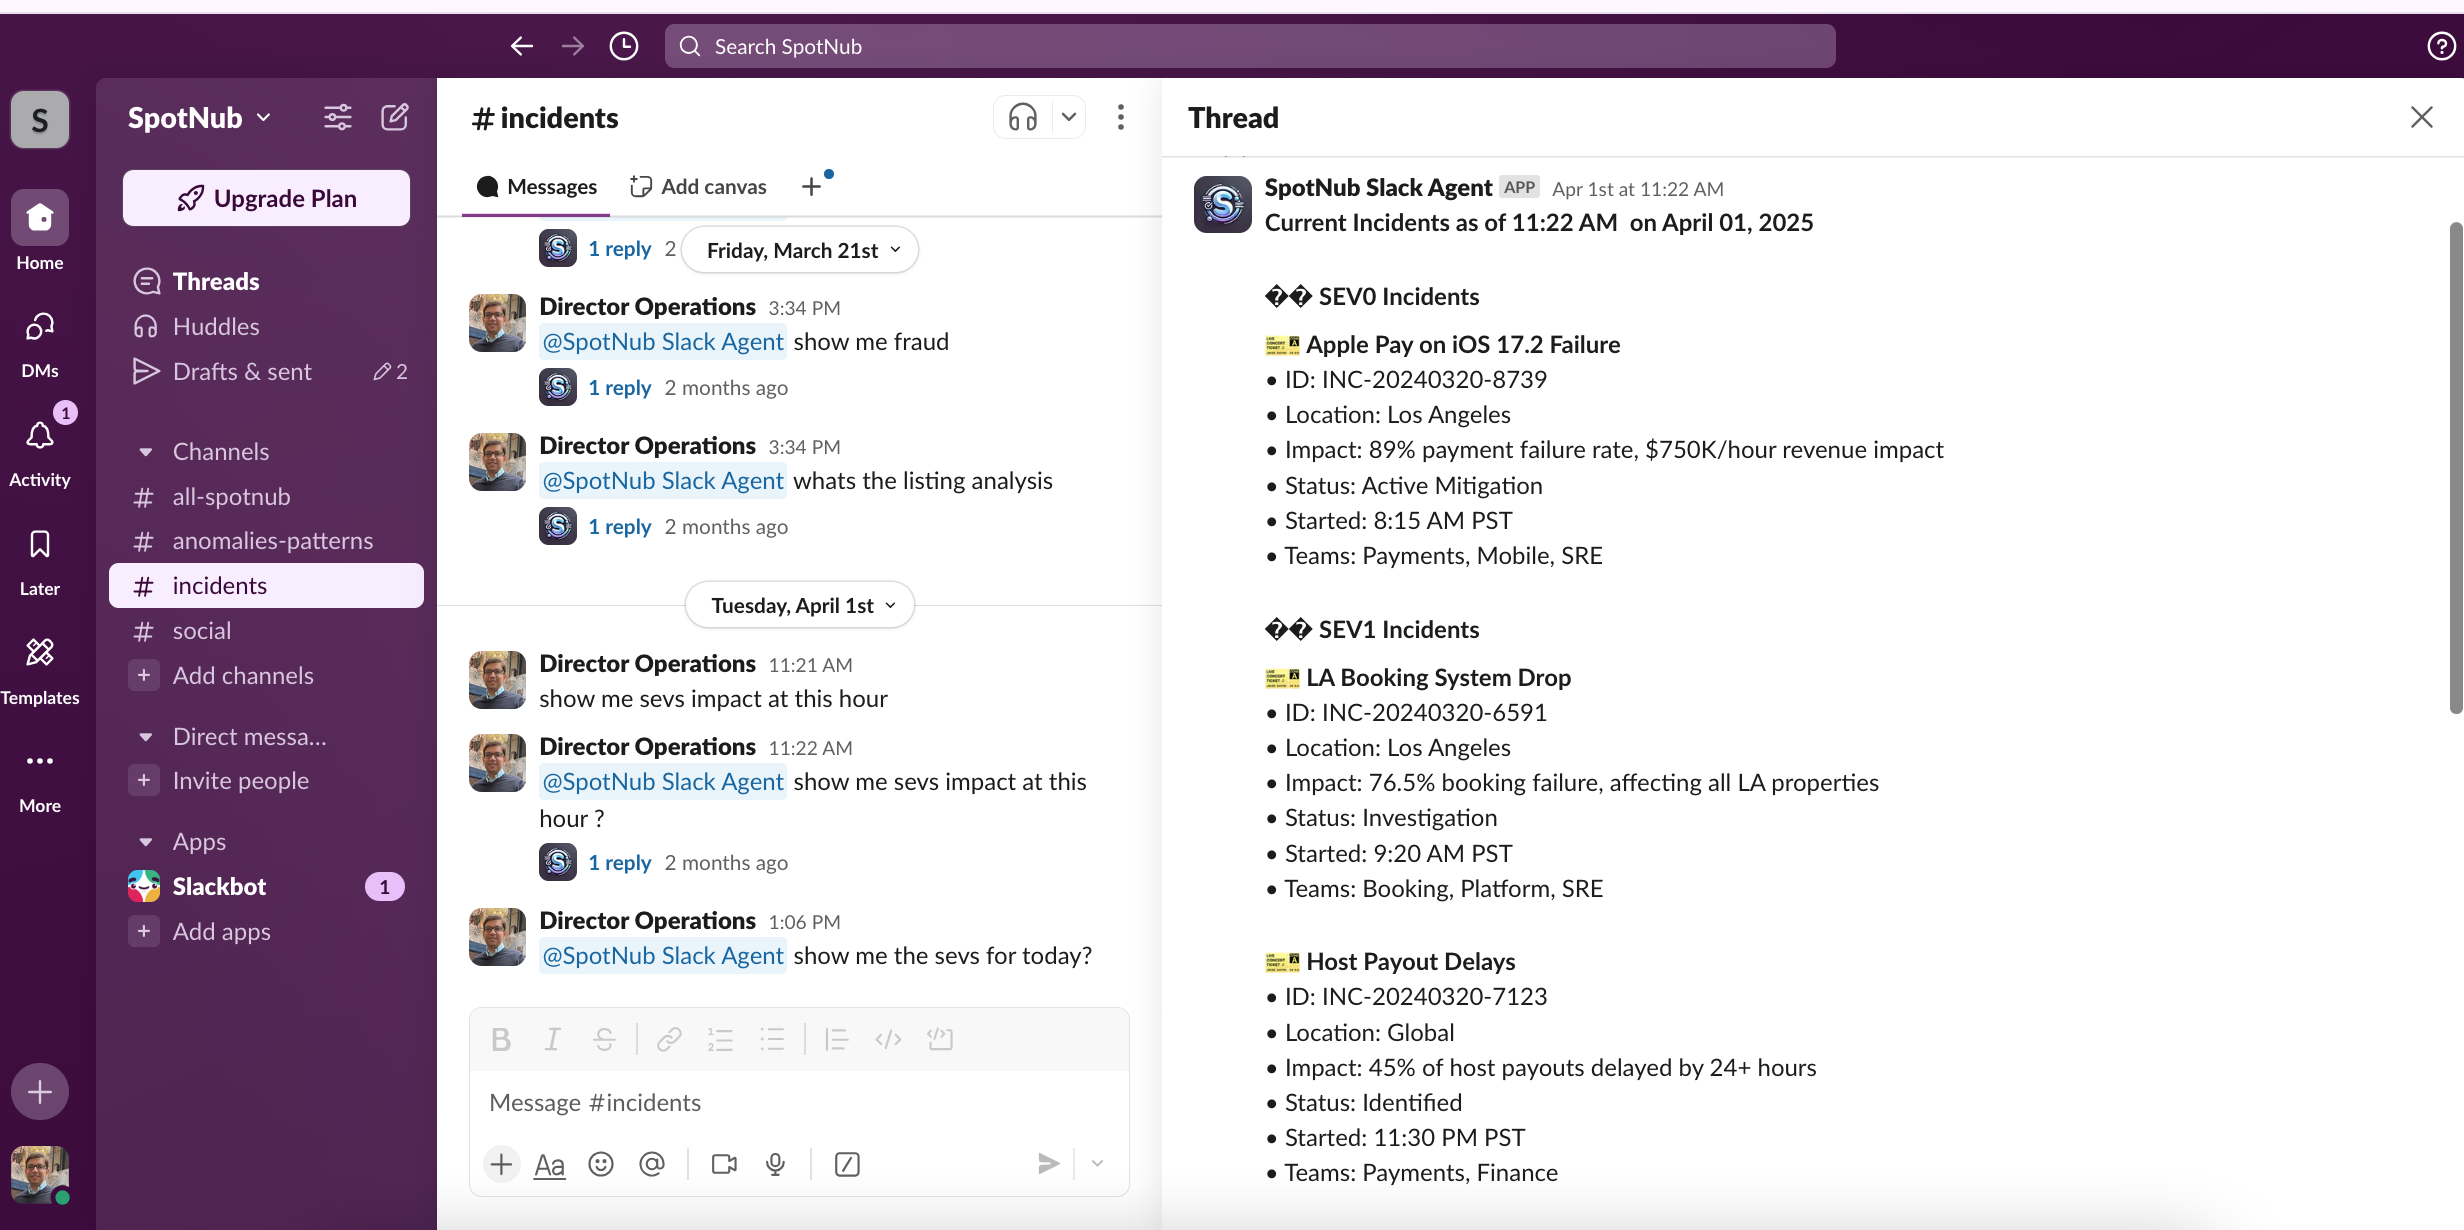 Search SpotNub
S
Home
DMs
1
Activity
Later
Templates
More
SpotNub
Upgrade Plan
Threads
Huddles
Drafts & sent 2
Channels
# all-spotnub
# anomalies-patterns
# incidents
# social
+ Add channels
Direct messa...
+ Invite people
Apps
Slackbot 1
+ Add apps
# incidents
Messages Add canvas +
1 reply 2
Friday, March 21st
Director Operations 3:34 PM
@SpotNub Slack Agent show me fraud
1 reply 2 months ago
Director Operations 3:34 PM
@SpotNub Slack Agent whats the listing analysis
1 reply 2 months ago
Tuesday, April 1st
Director Operations 11:21 AM
show me sevs impact at this hour
Director Operations 11:22 AM
@SpotNub Slack Agent show me sevs impact at this
hour ?
1 reply 2 months ago
Director Operations 1:06 PM
@SpotNub Slack Agent show me the sevs for today?
Message #incidents
Aa
Thread
SpotNub Slack Agent APP Apr 1st at 11:22 AM
Current Incidents as of 11:22 AM on April 01, 2025
�� SEV0 Incidents
Apple Pay on iOS 17.2 Failure
• ID: INC-20240320-8739
• Location: Los Angeles
• Impact: 89% payment failure rate, $750K/hour revenue impact
• Status: Active Mitigation
• Started: 8:15 AM PST
• Teams: Payments, Mobile, SRE
�� SEV1 Incidents
LA Booking System Drop
• ID: INC-20240320-6591
• Location: Los Angeles
• Impact: 76.5% booking failure, affecting all LA properties
• Status: Investigation
• Started: 9:20 AM PST
• Teams: Booking, Platform, SRE
Host Payout Delays
• ID: INC-20240320-7123
• Location: Global
• Impact: 45% of host payouts delayed by 24+ hours
• Status: Identified
• Started: 11:30 PM PST
• Teams: Payments, Finance